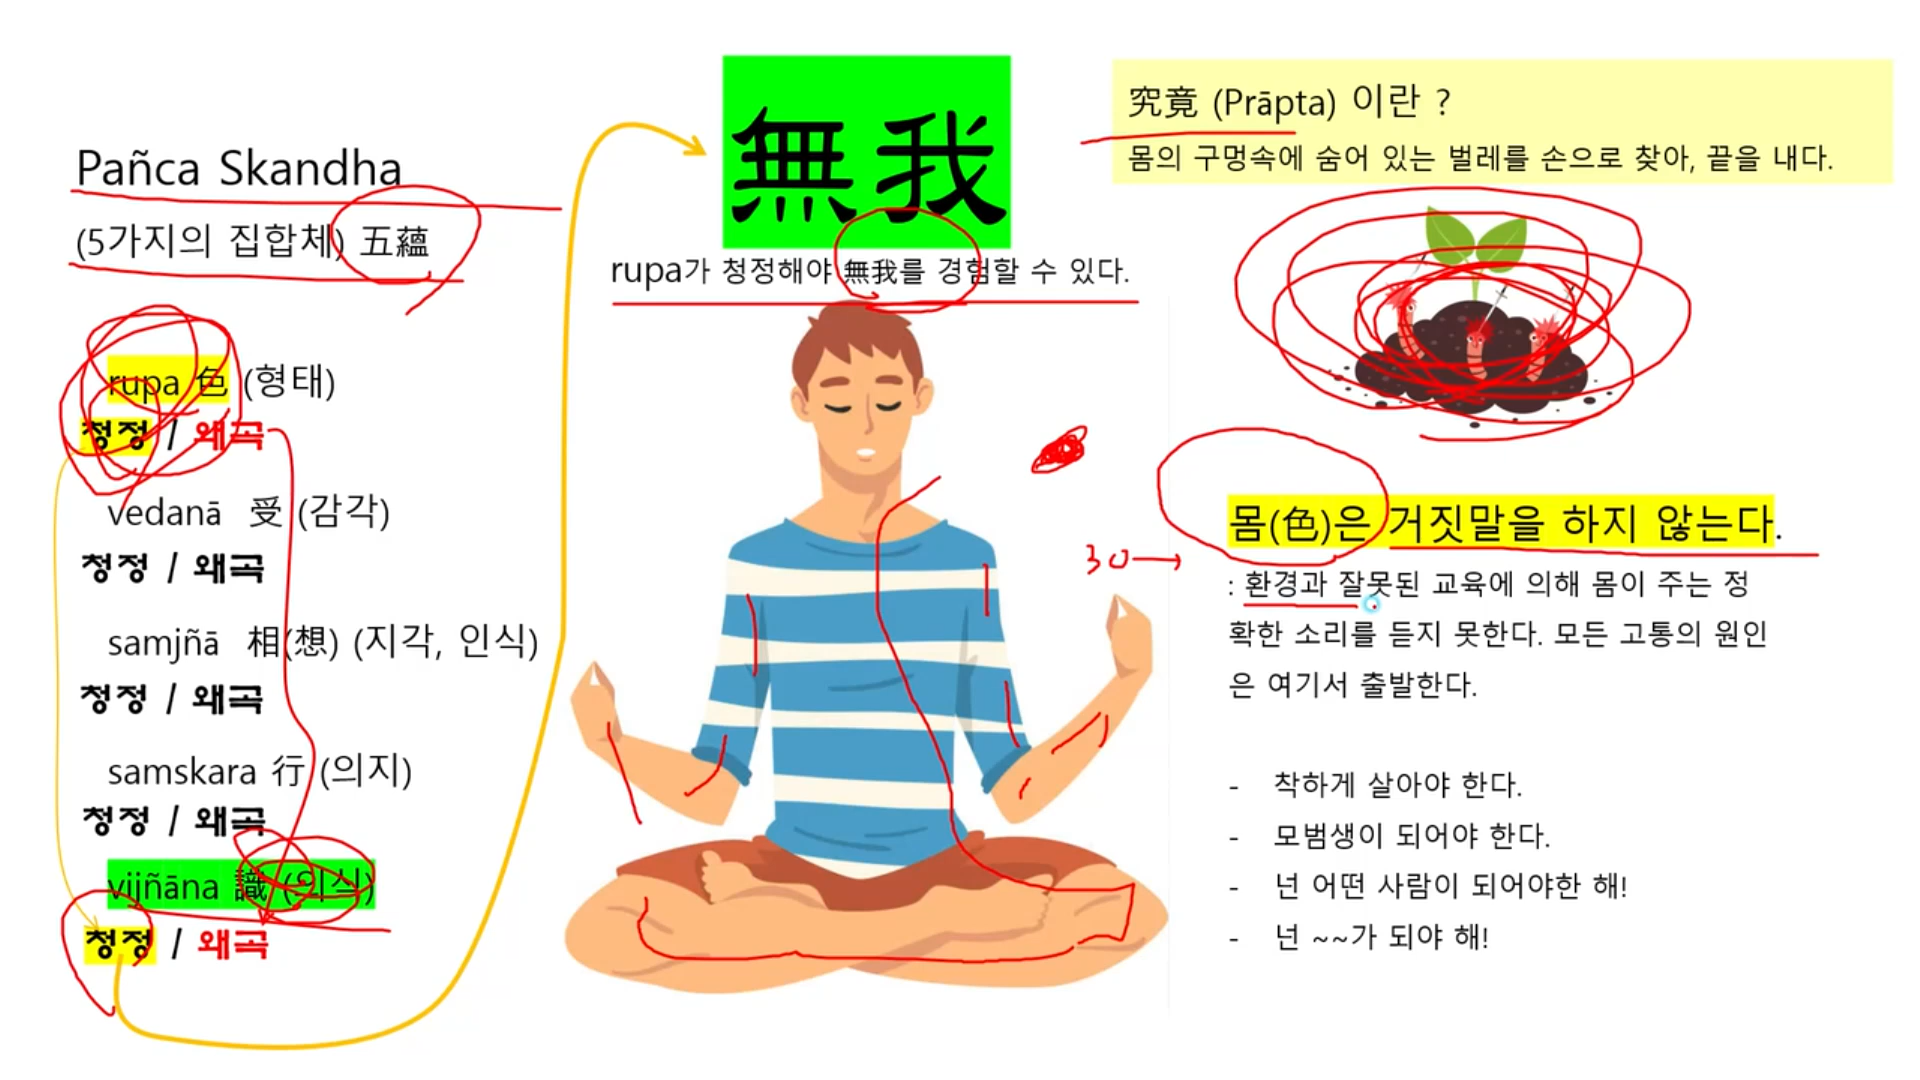 Pañca Skandha
(5가지의 집합체) 五蘊
rupa 色 (형태)
청정 / 왜곡
vedanā 受 (감각)
청정 / 왜곡
samjñā 相(想) (지각, 인식)
청정 / 왜곡
samskara 行 (의지)
청정 / 왜곡
vijñāna 識 (의식)
청정 / 왜곡
無我
rupa가 청정해야 無我를 경험할 수 있다.
究竟 (Prāpta) 이란 ?
몸의 구멍속에 숨어 있는 벌레를 손으로 찾아, 끝을 내다.
30
몸(色)은 거짓말을 하지 않는다.
: 환경과 잘못된 교육에 의해 몸이 주는 정
확한 소리를 듣지 못한다. 모든 고통의 원인
은 여기서 출발한다.
- 착하게 살아야 한다.
- 모범생이 되어야 한다.
- 넌 어떤 사람이 되어야한 해!
- 넌 ~~가 되야 해!